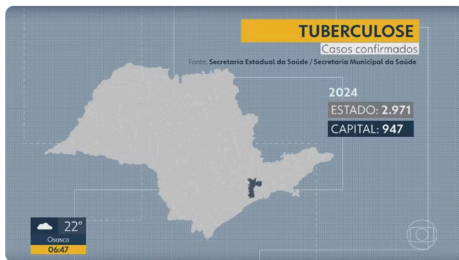 TUBERCULOSE
Casos confirmados
Fonte: Secretaria Estadual da Saúde / Secretaria Municipal da Saúde
2024
ESTADO: 2.971
CAPITAL: 947
22°
Osasco
06:47